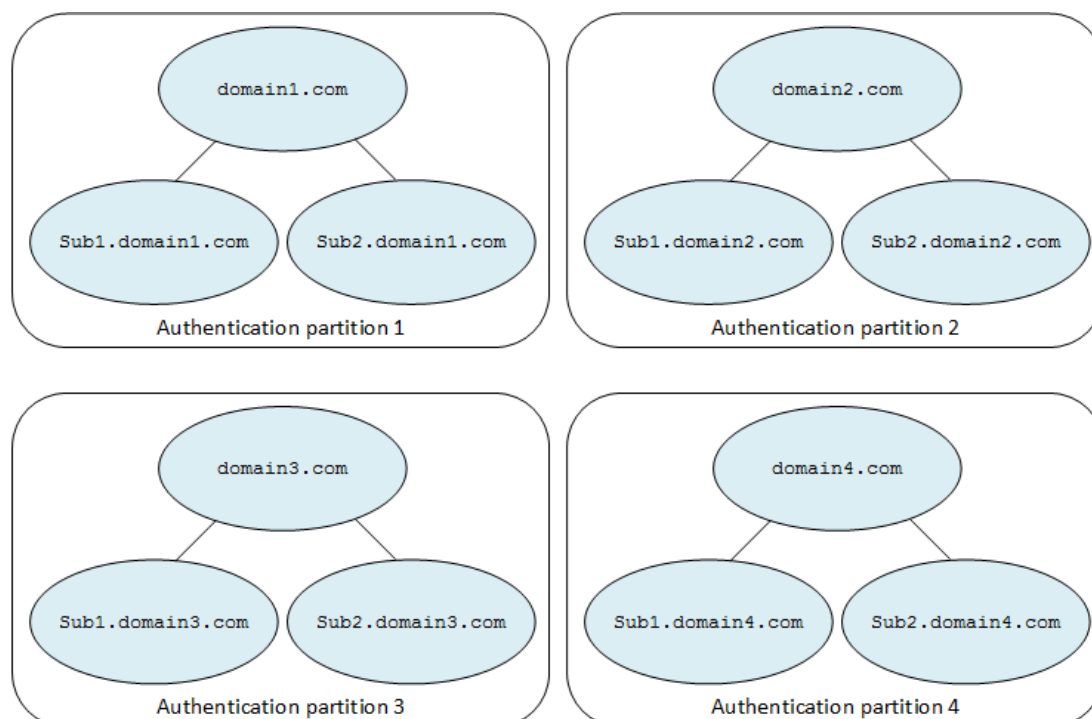 domain1.com
Sub1.domain1.com
Sub2.domain1.com
Authentication partition 1
domain2.com
Sub1.domain2.com
Sub2.domain2.com
Authentication partition 2
domain3.com
Sub1.domain3.com
Sub2.domain3.com
Authentication partition 3
domain4.com
Sub1.domain4.com
Sub2.domain4.com
Authentication partition 4